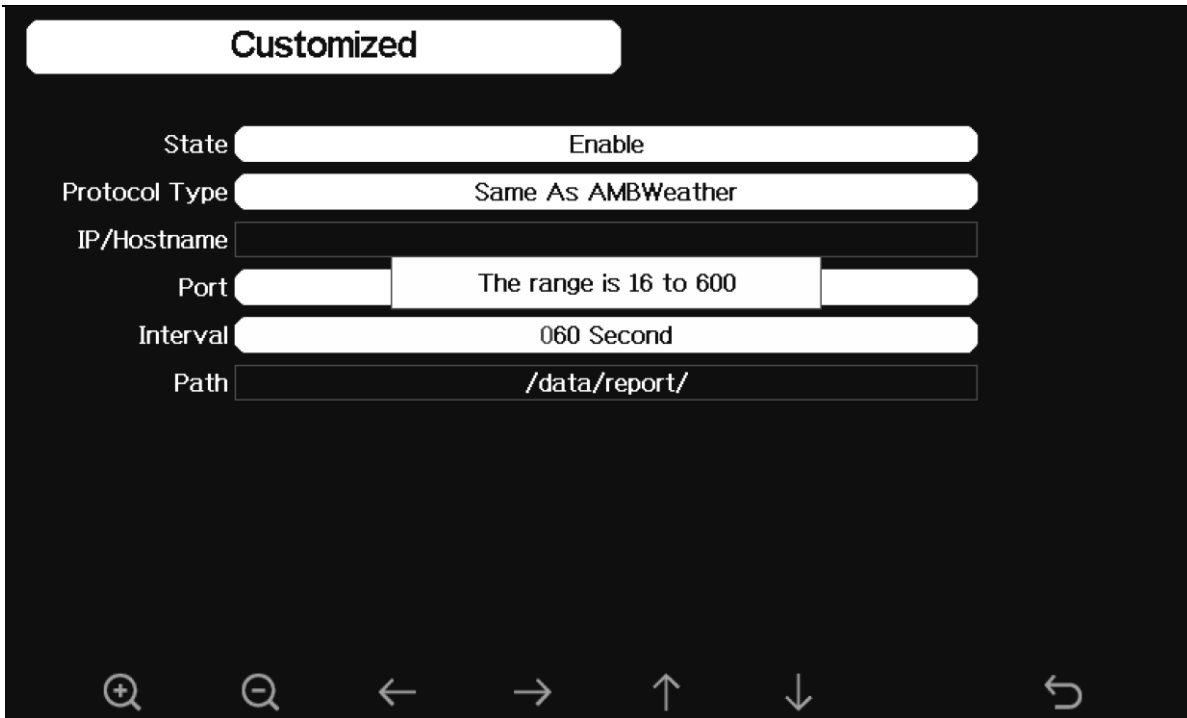 Customized
State Enable
Protocol Type Same As AMBWeather
IP/Hostname
Port The range is 16 to 600
Interval 060 Second
Path /data/report/